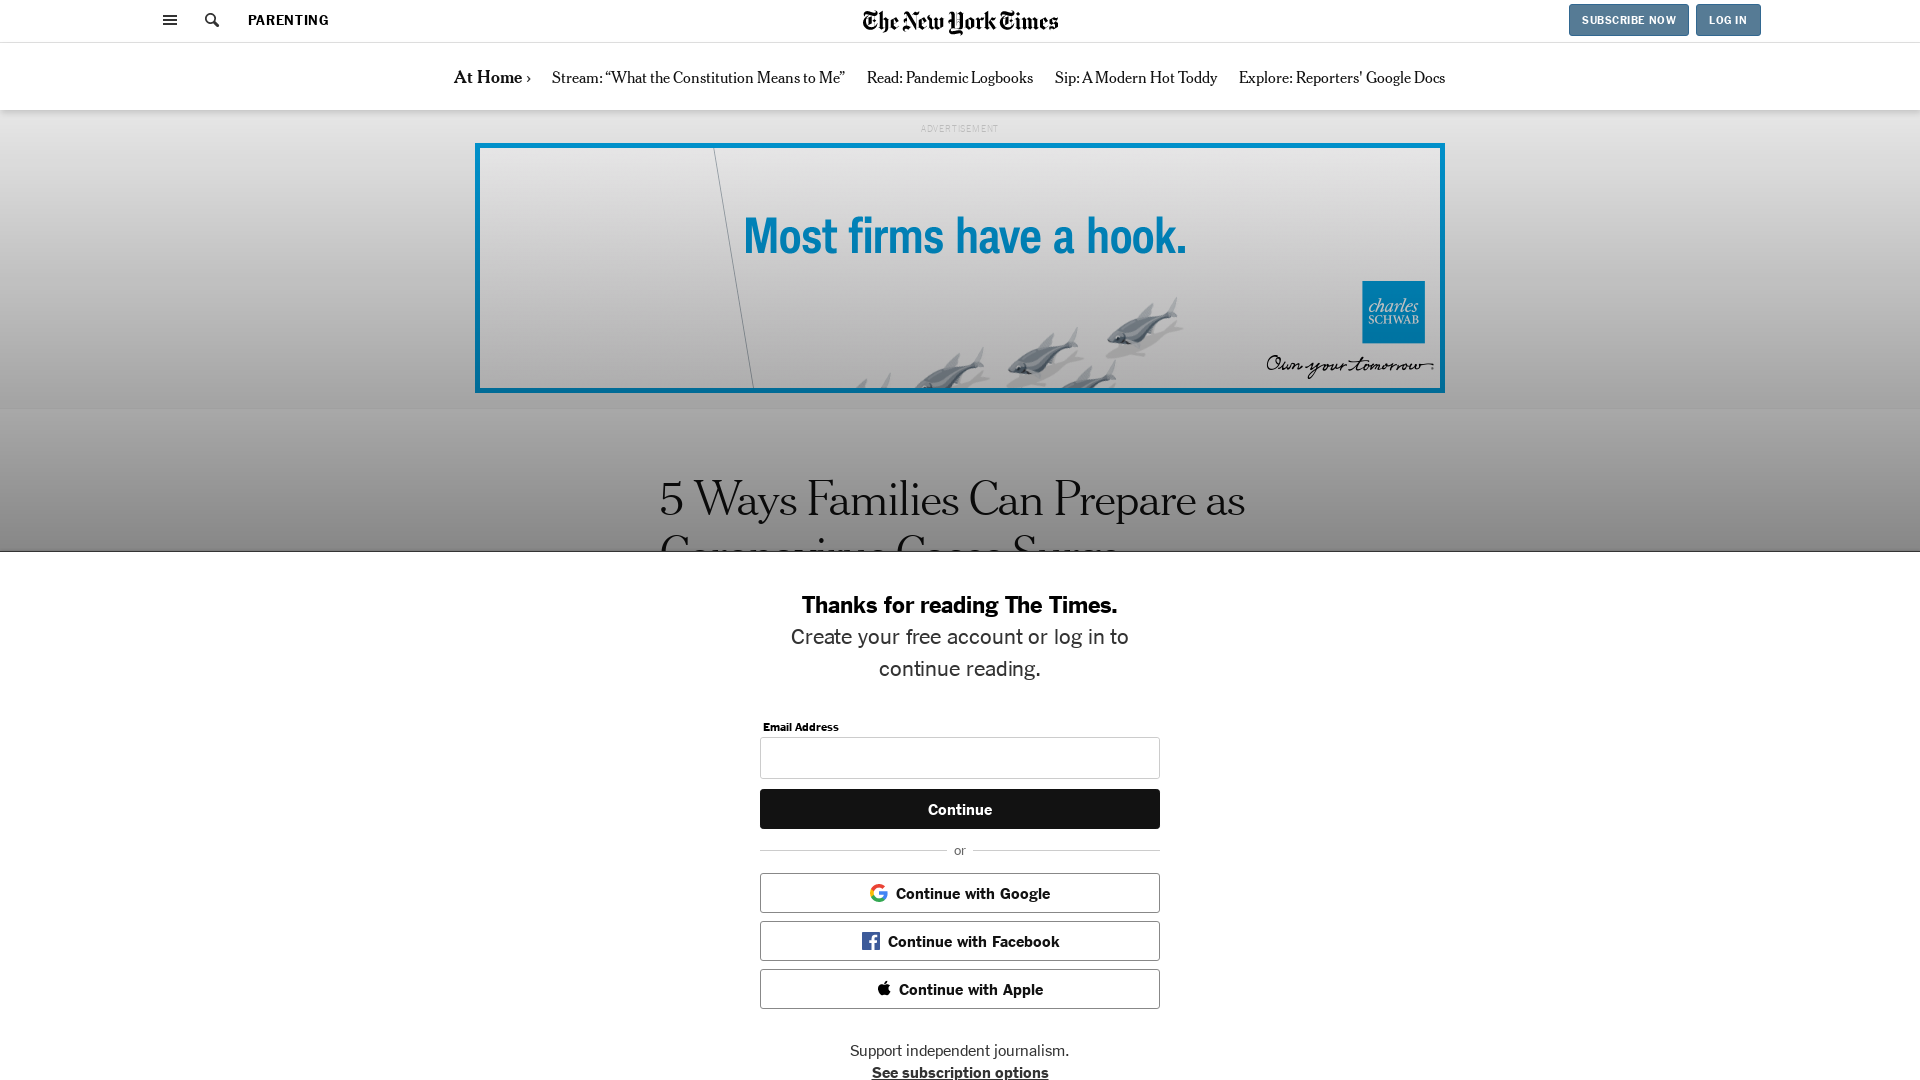 PARENTING
The New York Times
SUBSCRIBE NOW
LOG IN
At Home ›
Stream: “What the Constitution Means to Me”
Read: Pandemic Logbooks
Sip: A Modern Hot Toddy
Explore: Reporters' Google Docs
ADVERTISEMENT
Most firms have a hook.
charles
SCHWAB
Own your tomorrow.
5 Ways Families Can Prepare as
Coronavirus Cases Surge
Thanks for reading The Times.
Create your free account or log in to
continue reading.
Email Address
Continue
or
Continue with Google
Continue with Facebook
Continue with Apple
Support independent journalism.
See subscription options